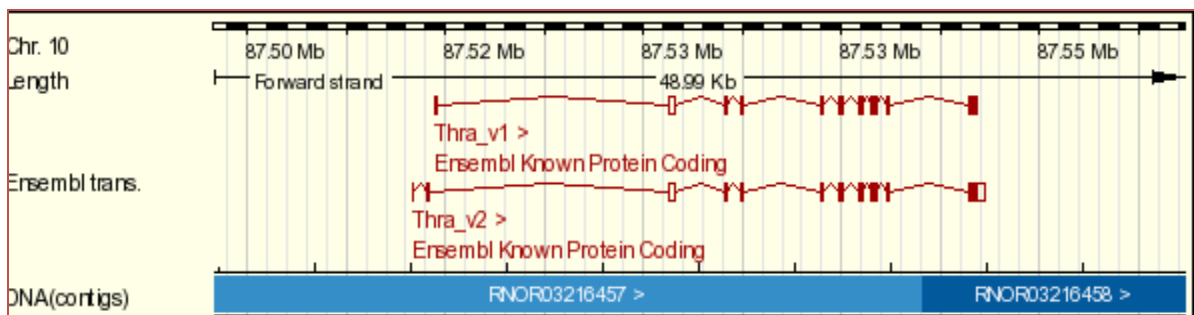 Chr. 10 87.50 Mb 87.52 Mb 87.53 Mb 87.53 Mb 87.55 Mb
Length Forward strand 48.99 Kb
Thra_v1 >
Ensembl Known Protein Coding
Ensembl trans.
Thra_v2 >
Ensembl Known Protein Coding
DNA(contigs) RNOR03216457 > RNOR03216458 >